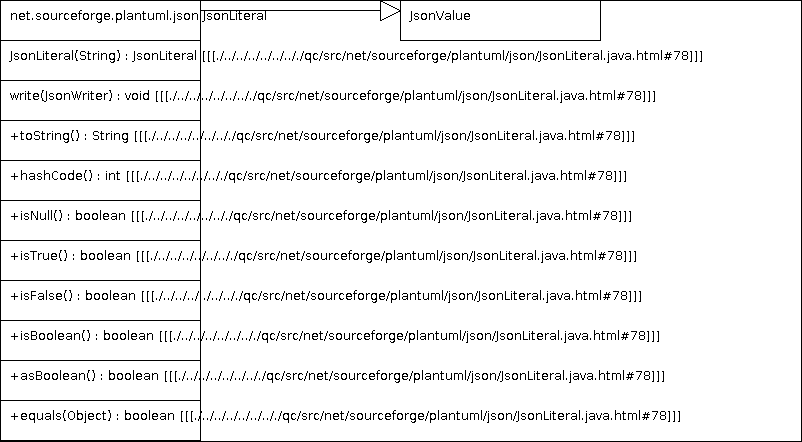 net.sourceforge.plantuml.json.JsonLiteral
JsonValue
JsonLiteral(String) : JsonLiteral [[[./../../../../../../../qc/src/net/sourceforge/plantuml/json/JsonLiteral.java.html#78]]]
write(JsonWriter) : void [[[./../../../../../../../qc/src/net/sourceforge/plantuml/json/JsonLiteral.java.html#78]]]
+toString() : String [[[./../../../../../../../qc/src/net/sourceforge/plantuml/json/JsonLiteral.java.html#78]]]
+hashCode() : int [[[./../../../../../../../qc/src/net/sourceforge/plantuml/json/JsonLiteral.java.html#78]]]
+isNull() : boolean [[[./../../../../../../../qc/src/net/sourceforge/plantuml/json/JsonLiteral.java.html#78]]]
+isTrue() : boolean [[[./../../../../../../../qc/src/net/sourceforge/plantuml/json/JsonLiteral.java.html#78]]]
+isFalse() : boolean [[[./../../../../../../../qc/src/net/sourceforge/plantuml/json/JsonLiteral.java.html#78]]]
+isBoolean() : boolean [[[./../../../../../../../qc/src/net/sourceforge/plantuml/json/JsonLiteral.java.html#78]]]
+asBoolean() : boolean [[[./../../../../../../../qc/src/net/sourceforge/plantuml/json/JsonLiteral.java.html#78]]]
+equals(Object) : boolean [[[./../../../../../../../qc/src/net/sourceforge/plantuml/json/JsonLiteral.java.html#78]]]